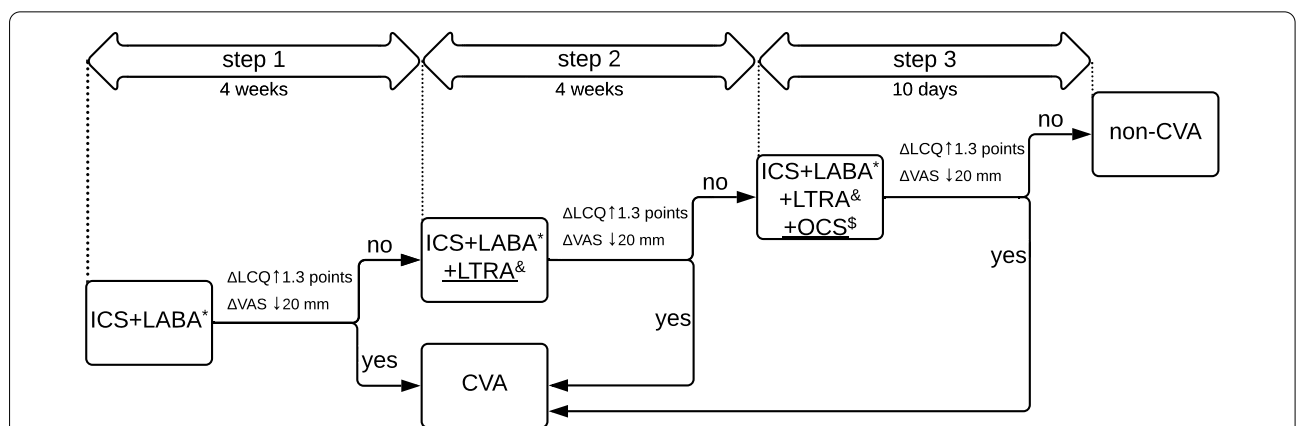 step 1
step 2
step 3
4 weeks
4 weeks
10 days
ICS+LABA*
ΔLCQ↑1.3 points
ΔVAS ↓20 mm
no
yes
ICS+LABA*
+LTRA&
ΔLCQ↑1.3 points
ΔVAS ↓20 mm
no
yes
ICS+LABA*
+LTRA&
+OCS$
ΔLCQ↑1.3 points
ΔVAS ↓20 mm
no
yes
non-CVA
CVA